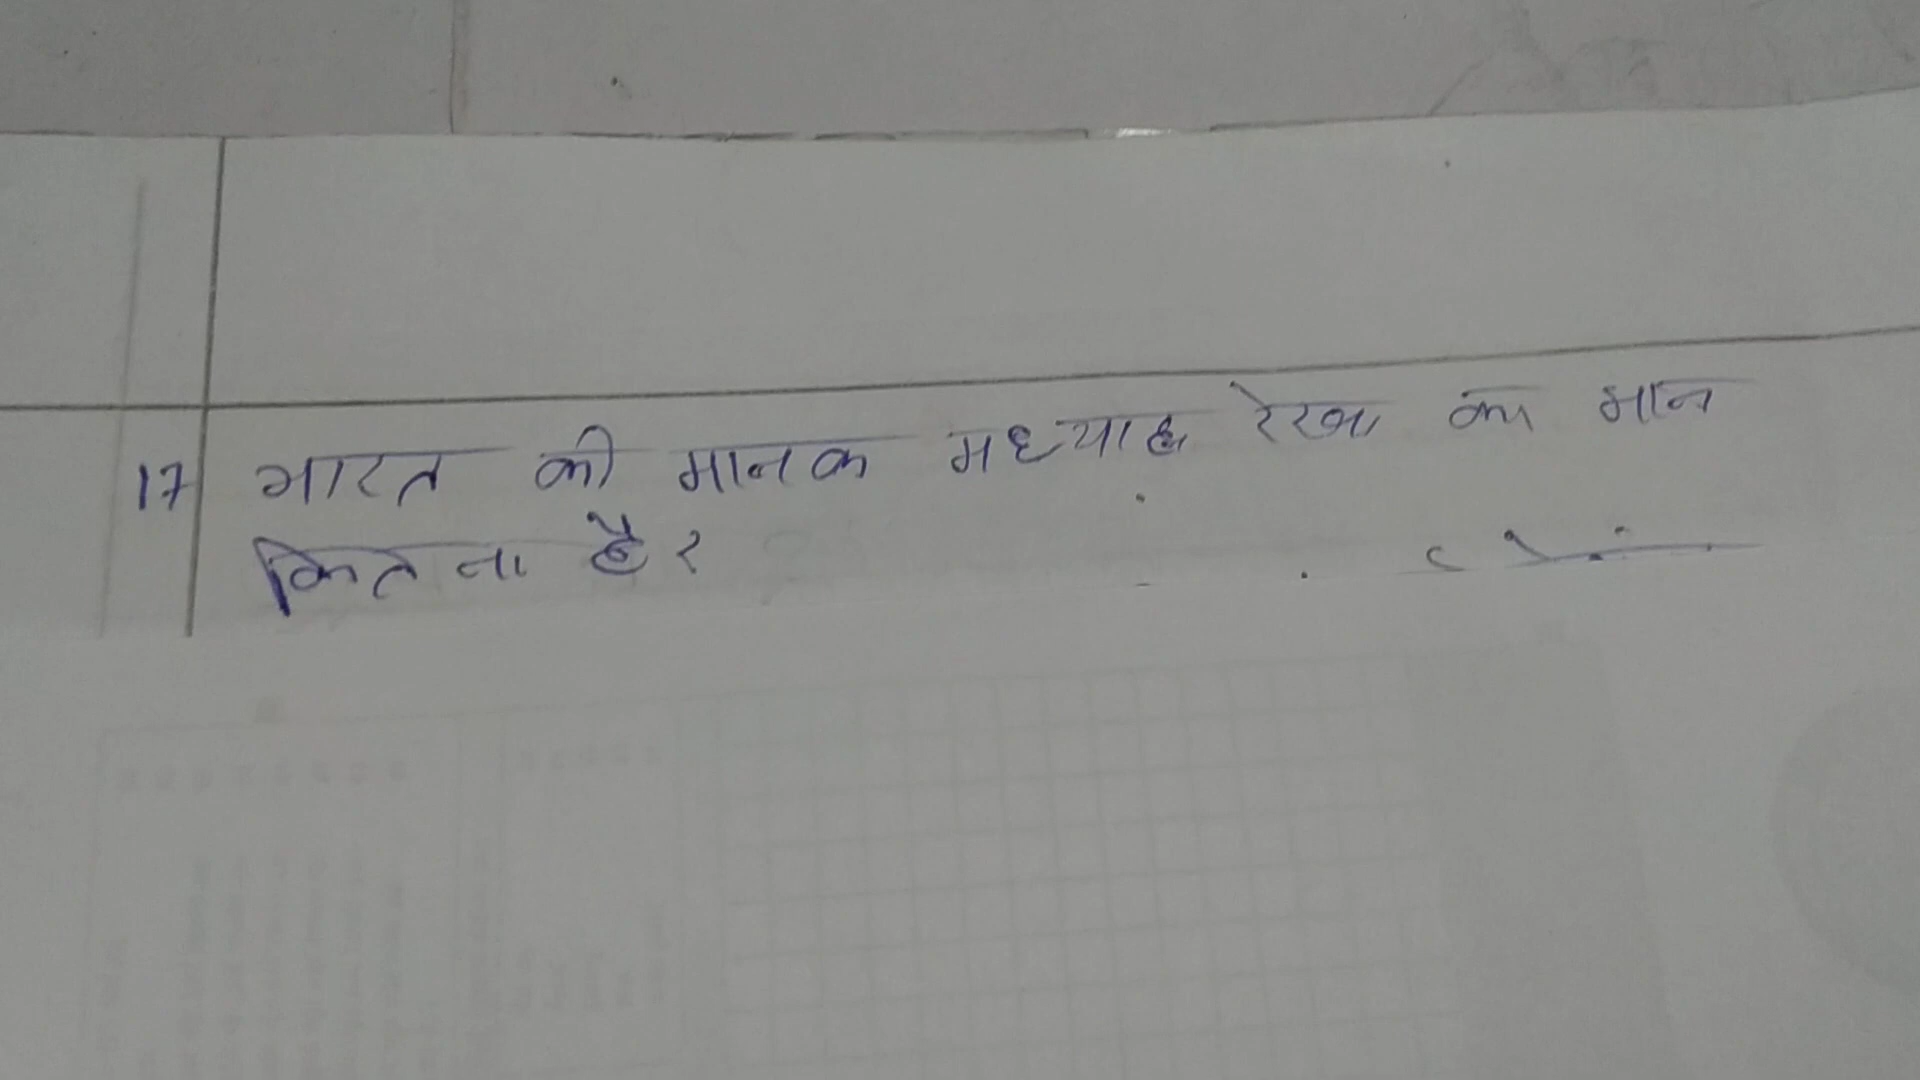 17 भारत की मानक मध्याह्न रेखा का मान
कितना है?